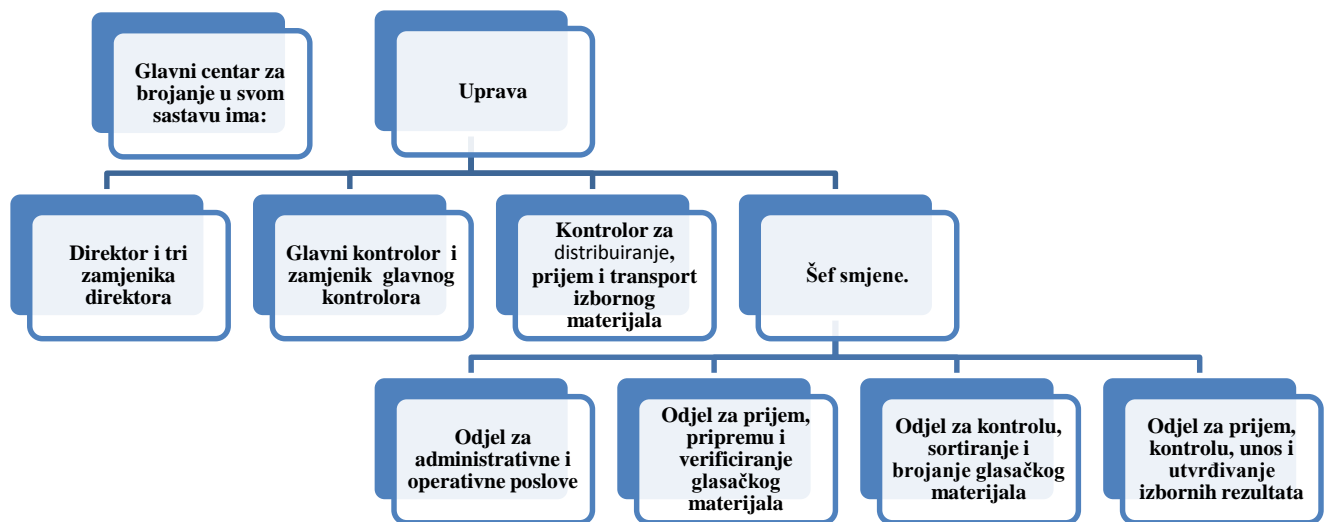 Glavni centar za
brojanje u svom
sastavu ima:
Uprava
Direktor i tri
zamjenika
direktora
Glavni kontrolor i
zamjenik glavnog
kontrolora
Kontrolor za
distribuiranje,
prijem i transport
izbornog
materijala
Šef smjene.
Odjel za
administrativne i
operativne poslove
Odjel za prijem,
pripremu i
verificiranje
glasačkog
materijala
Odjel za kontrolu,
sortiranje i
brojanje glasačkog
materijala
Odjel za prijem,
kontrolu, unos i
utvrđivanje
izbornih rezultata